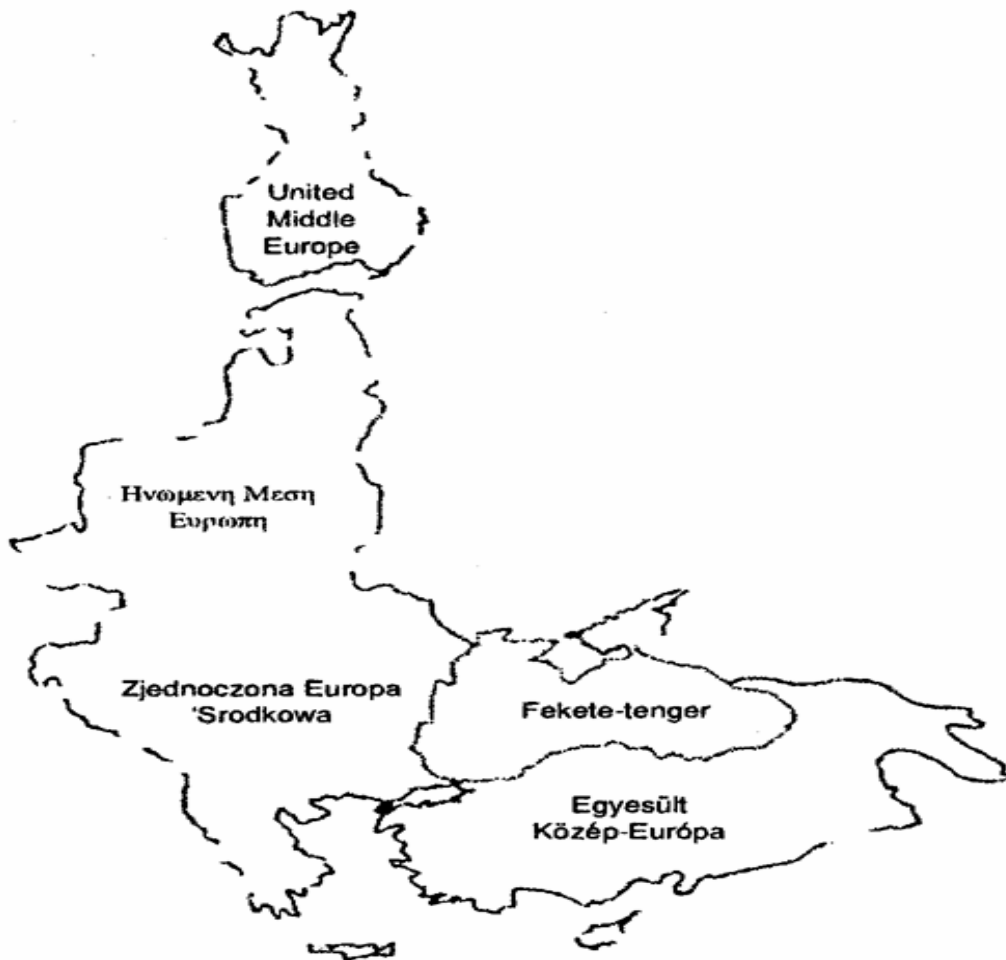 United
Middle
Europe
Ηνωμενη Μεση
Ευρωπη
Zjednoczona Europa
'Srodkowa
Fekete-tenger
Egyesült
Közép-Európa